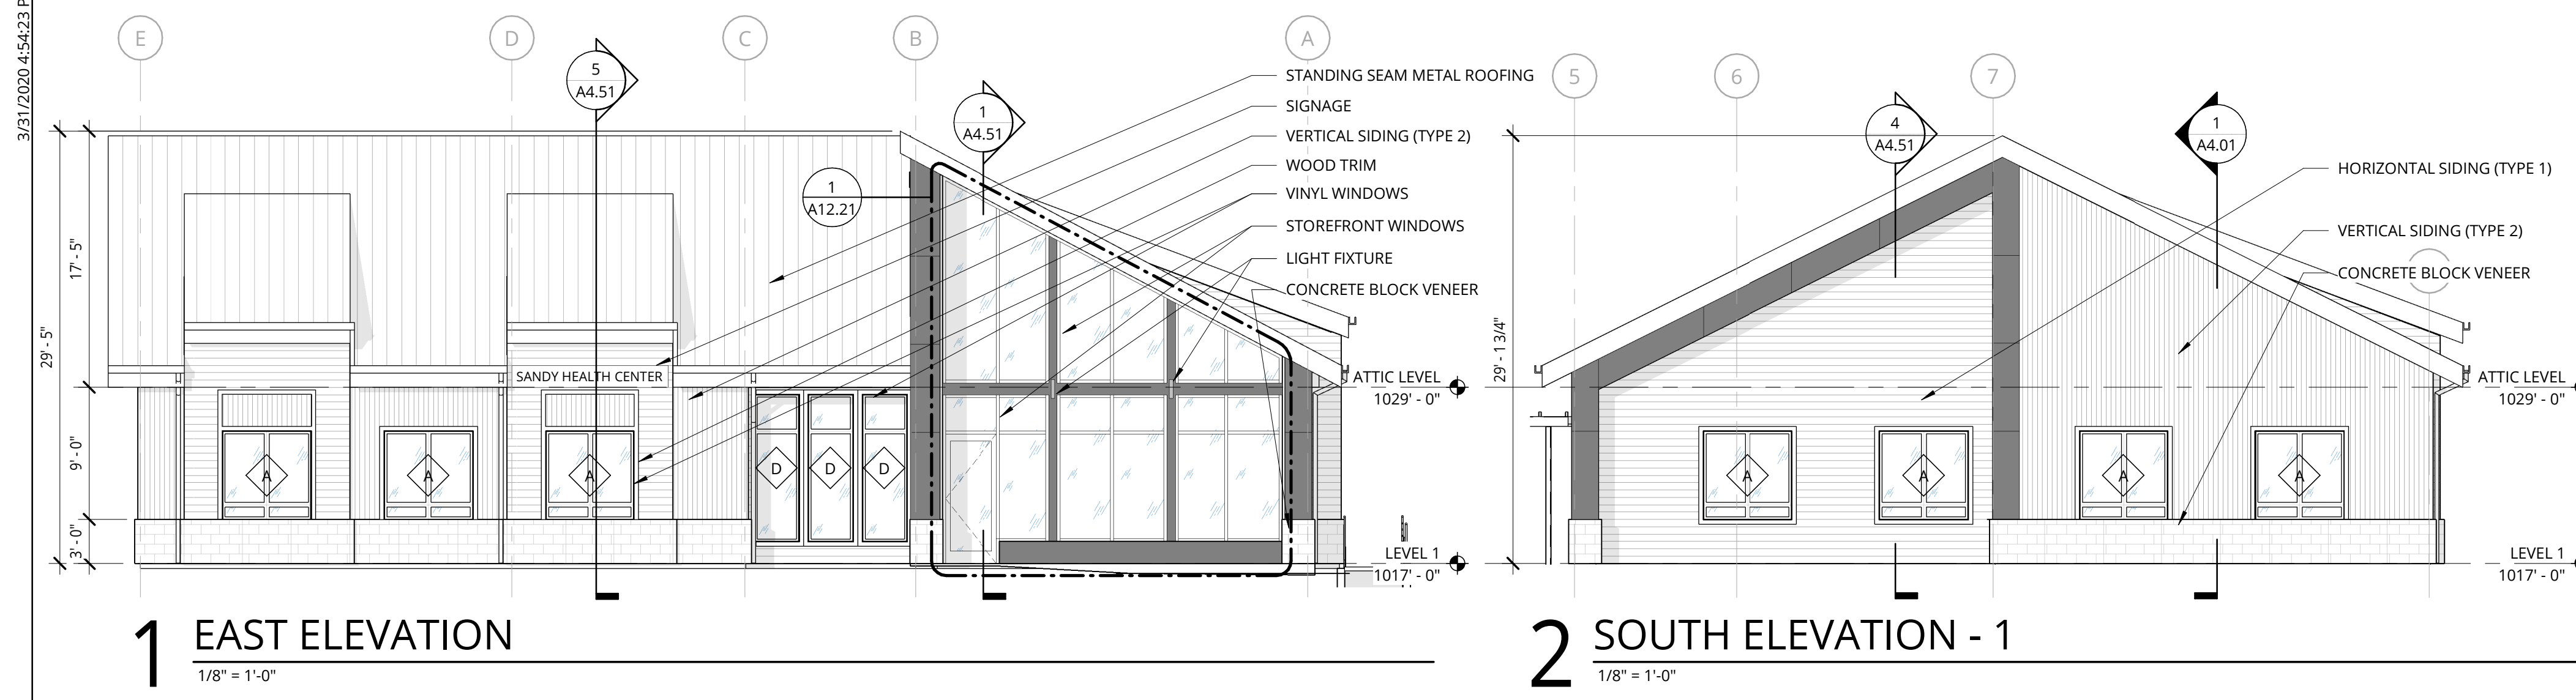 3/31/2020 4:54:23 P
E
D
C
B
A
5
A4.51
1
A4.51
1
A12.21
STANDING SEAM METAL ROOFING
SIGNAGE
VERTICAL SIDING (TYPE 2)
WOOD TRIM
VINYL WINDOWS
STOREFRONT WINDOWS
LIGHT FIXTURE
CONCRETE BLOCK VENEER
29' - 5"
17' - 5"
9' - 0"
3' - 0"
SANDY HEALTH CENTER
A
A
A
D
D
D
ATTIC LEVEL
1029' - 0"
LEVEL 1
1017' - 0"
1 EAST ELEVATION
1/8" = 1'-0"
5
6
7
4
A4.51
1
A4.01
HORIZONTAL SIDING (TYPE 1)
VERTICAL SIDING (TYPE 2)
CONCRETE BLOCK VENEER
29' - 1 3/4"
A
A
A
A
ATTIC LEVEL
1029' - 0"
LEVEL 1
1017' - 0"
2 SOUTH ELEVATION - 1
1/8" = 1'-0"